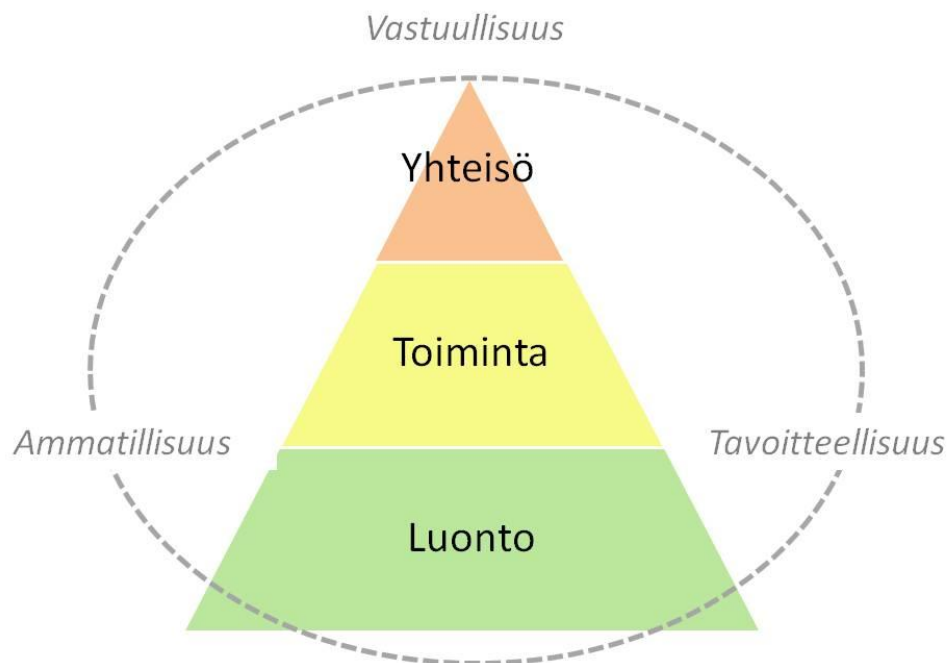 Vastuullisuus
Yhteisö
Toiminta
Ammatillisuus
Tavoitteellisuus
Luonto